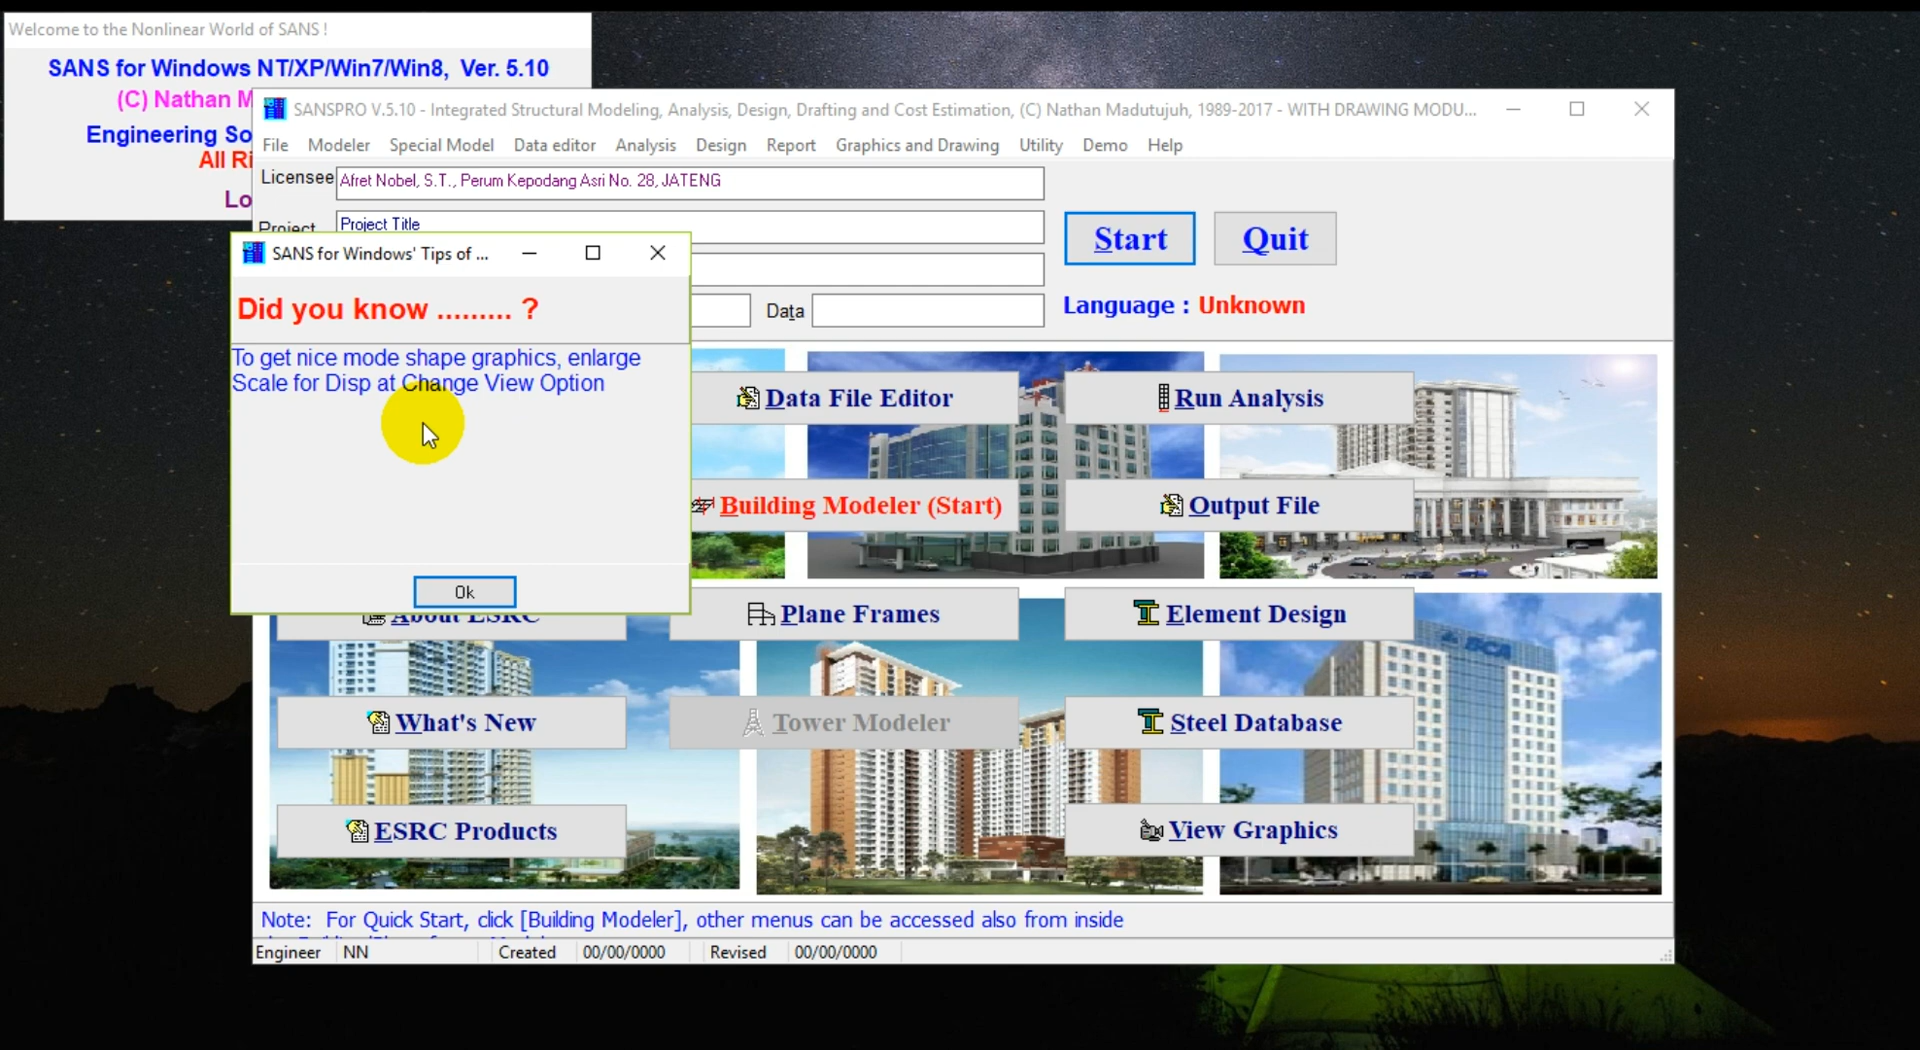 Welcome to the Nonlinear World of SANS !
SANS for Windows NT/XP/Win7/Win8, Ver. 5.10
(C) Nathan M
Engineering So
All Ri
Lo
SANSPRO V.5.10 - Integrated Structural Modeling, Analysis, Design, Drafting and Cost Estimation, (C) Nathan Madutujuh, 1989-2017 - WITH DRAWING MODU...
File Modeler Special Model Data editor Analysis Design Report Graphics and Drawing Utility Demo Help
Licensee Afret Nobel, S.T., Perum Kepodang Asri No. 28, JATENG
Project Project Title
Start Quit
SANS for Windows' Tips of ...
Did you know ......... ?
Data
Language : Unknown
To get nice mode shape graphics, enlarge
Scale for Disp at Change View Option
Ok
Data File Editor Run Analysis
Building Modeler (Start) Output File
About ESRC Plane Frames Element Design
What's New Tower Modeler Steel Database
ESRC Products View Graphics
BCA
Note: For Quick Start, click [Building Modeler], other menus can be accessed also from inside
Engineer NN Created 00/00/0000 Revised 00/00/0000